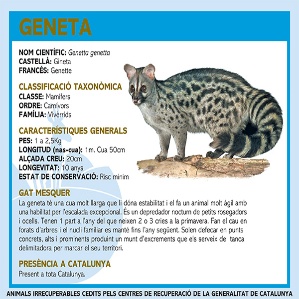 GENETA
NOM CIENTÍFIC: Genetta genetta
CASTELLÀ: Gineta
FRANCÈS: Genette
CLASSIFICACIÓ TAXONÒMICA
CLASSE: Mamífers
ORDRE: Carnívors
FAMÍLIA: Vivèrrids
CARACTERÍSTIQUES GENERALS
PES: 1 a 2,5Kg
LONGITUD (nas-cua): 1m. Cua 50cm
ALÇADA CREU: 20cm
LONGEVITAT: 10 anys
ESTAT DE CONSERVACIÓ: Risc mínim
GAT MESQUER
La geneta té una cua molt llarga que li dóna estabilitat i el fa un animal molt àgil amb
una habilitat per l'escalada excepcional. És un depredador nocturn de petits rosegadors
i ocells. Tenen 1 part a l'any del que neixen 2 o 3 cries a la primavera. Fan el cau en
forats d'arbres i el nucli familiar es manté fins l'any següent. Solen defecar en punts
concrets, alts i prominents produint un munt d'excrements que els serveix de tanca
delimitadora per marcar el seu territori.
PRESÈNCIA A CATALUNYA
Present a tota Catalunya.
ANIMALS IRRECUPERABLES CEDITS PELS CENTRES DE RECUPERACIÓ DE LA GENERALITAT DE CATALUNYA